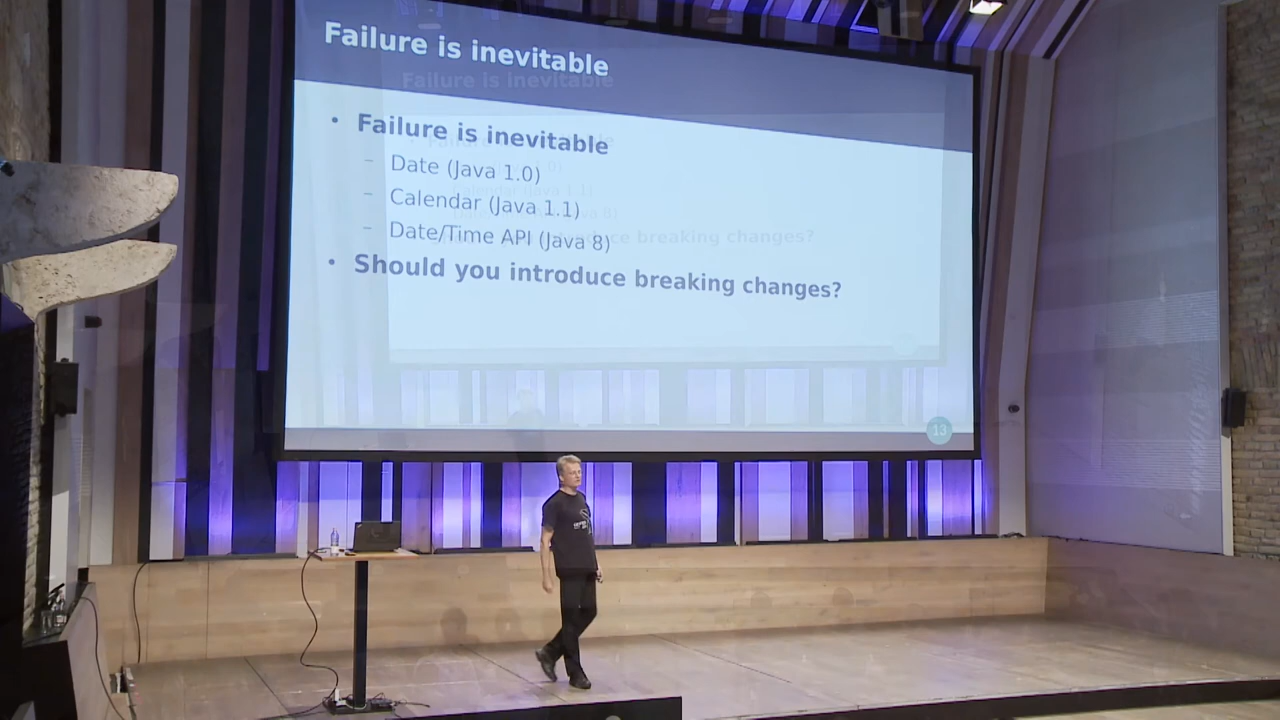 Failure is inevitable
• Failure is inevitable
– Date (Java 1.0)
– Calendar (Java 1.1)
– Date/Time API (Java 8)
• Should you introduce breaking changes?
13